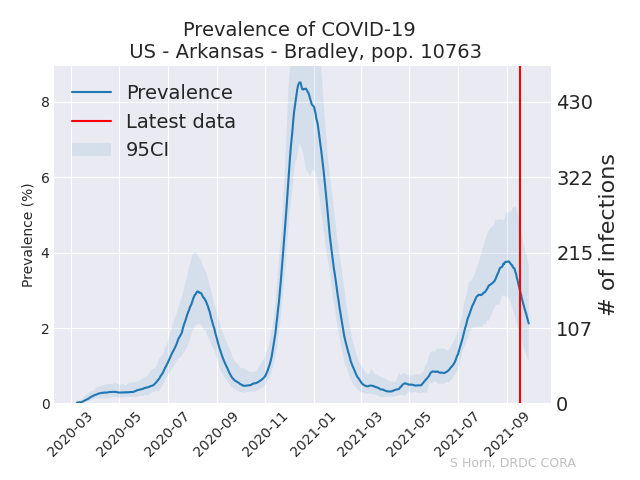 Prevalence of COVID-19
US - Arkansas - Bradley, pop. 10763
Prevalence
Latest data
95CI
Prevalence (%)
8
6
4
2
0
430
322
215
107
0
# of infections
2020-03
2020-05
2020-07
2020-09
2020-11
2021-01
2021-03
2021-05
2021-07
2021-09
S Horn, DRDC CORA